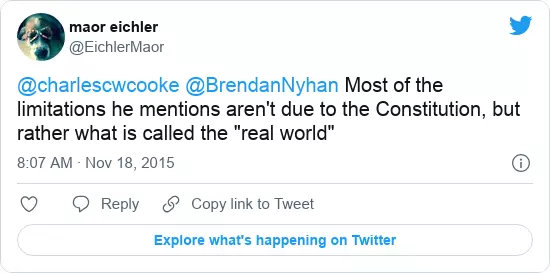 maor eichler
@EichlerMaor
@charlescwcooke @BrendanNyhan Most of the
limitations he mentions aren't due to the Constitution, but
rather what is called the "real world"
8:07 AM · Nov 18, 2015
Reply
Copy link to Tweet
Explore what's happening on Twitter